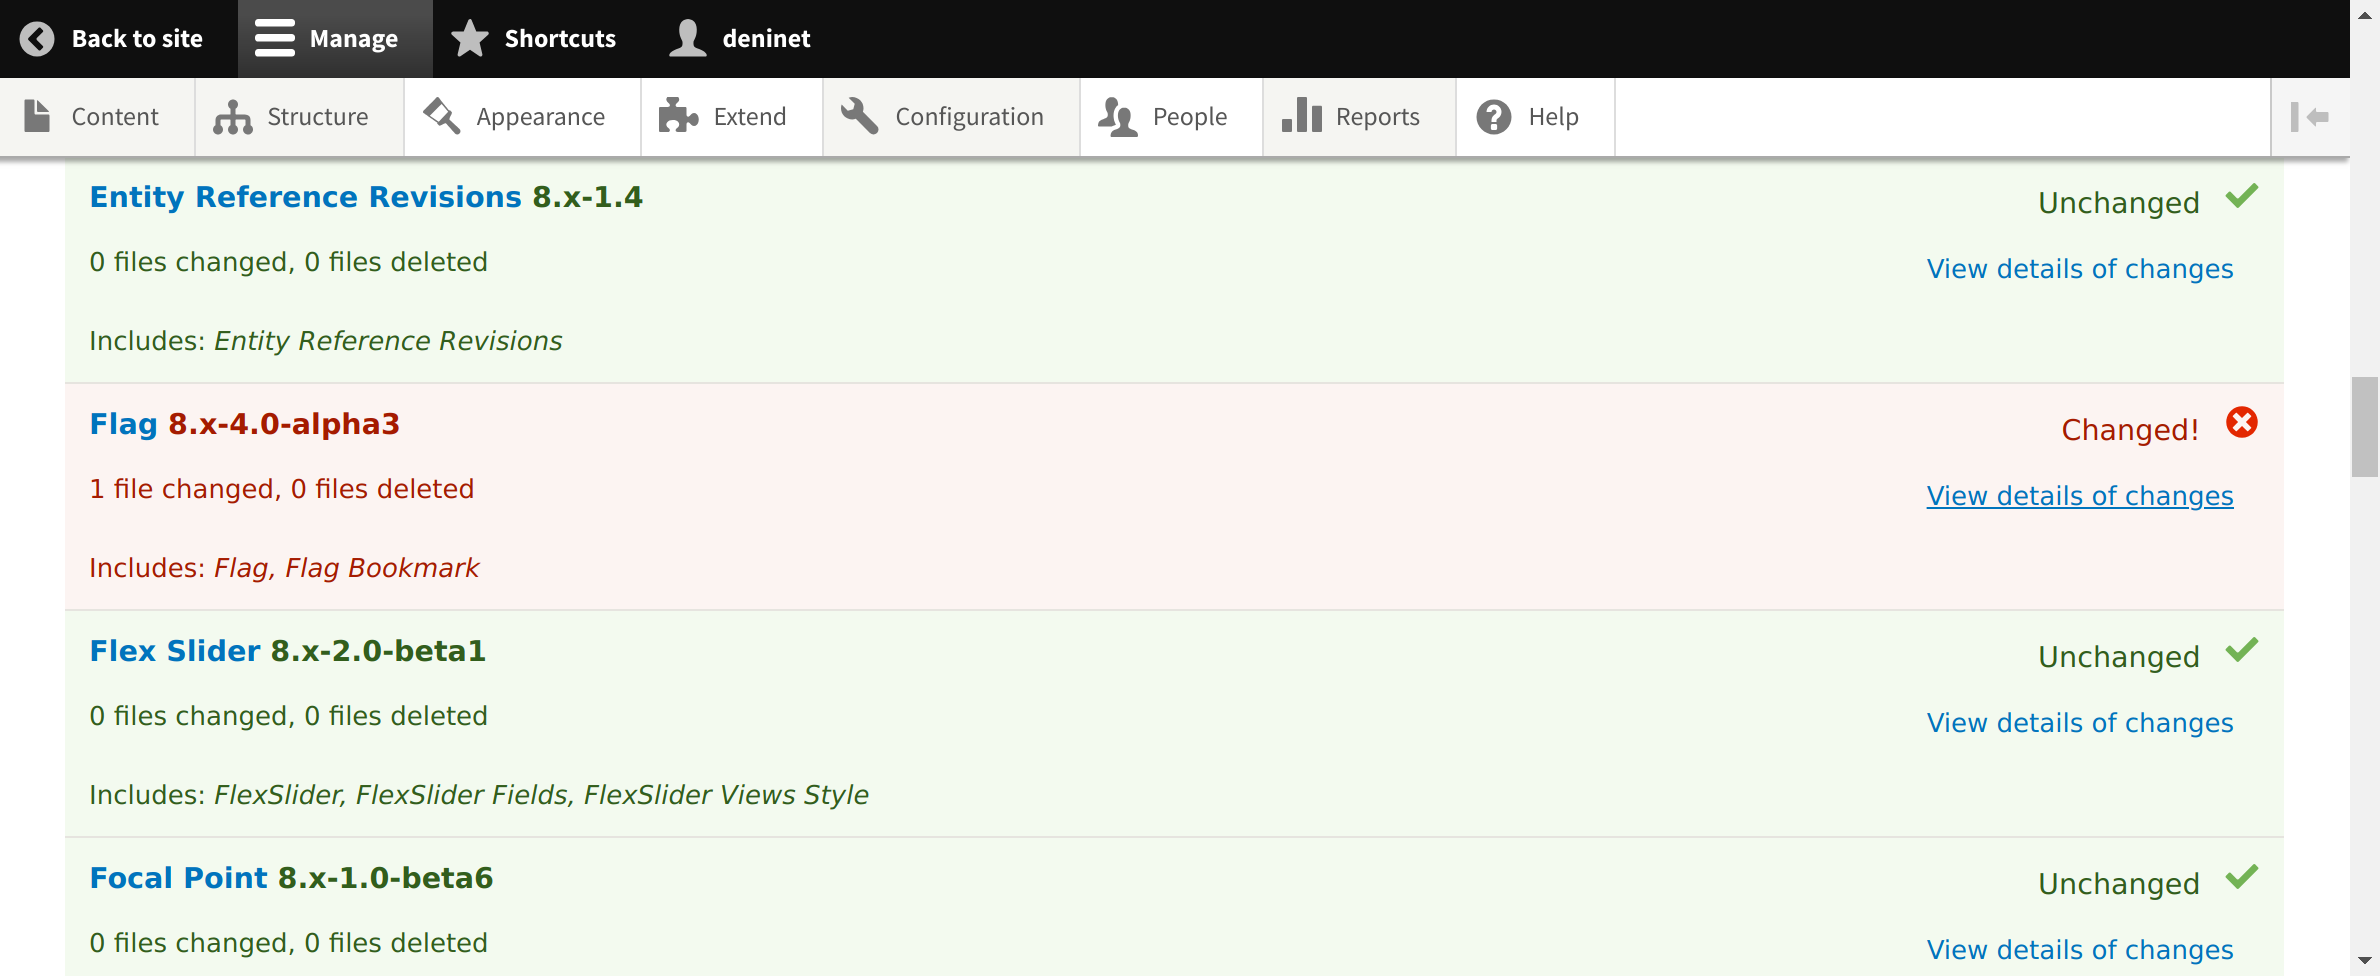 Back to site Manage Shortcuts deninet
Content Structure Appearance Extend Configuration People Reports Help
Entity Reference Revisions 8.x-1.4 Unchanged
0 files changed, 0 files deleted View details of changes
Includes: Entity Reference Revisions
Flag 8.x-4.0-alpha3 Changed!
1 file changed, 0 files deleted View details of changes
Includes: Flag, Flag Bookmark
Flex Slider 8.x-2.0-beta1 Unchanged
0 files changed, 0 files deleted View details of changes
Includes: FlexSlider, FlexSlider Fields, FlexSlider Views Style
Focal Point 8.x-1.0-beta6 Unchanged
0 files changed, 0 files deleted View details of changes